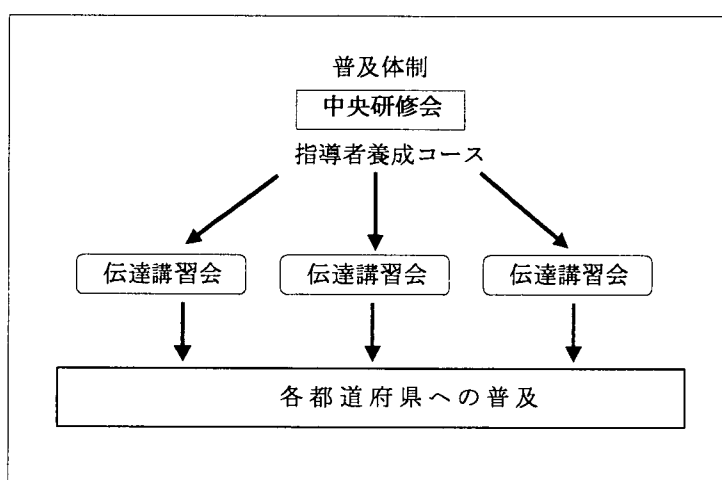 普及体制
中央研修会
指導者養成コース
伝達講習会 伝達講習会 伝達講習会
各都道府県への普及